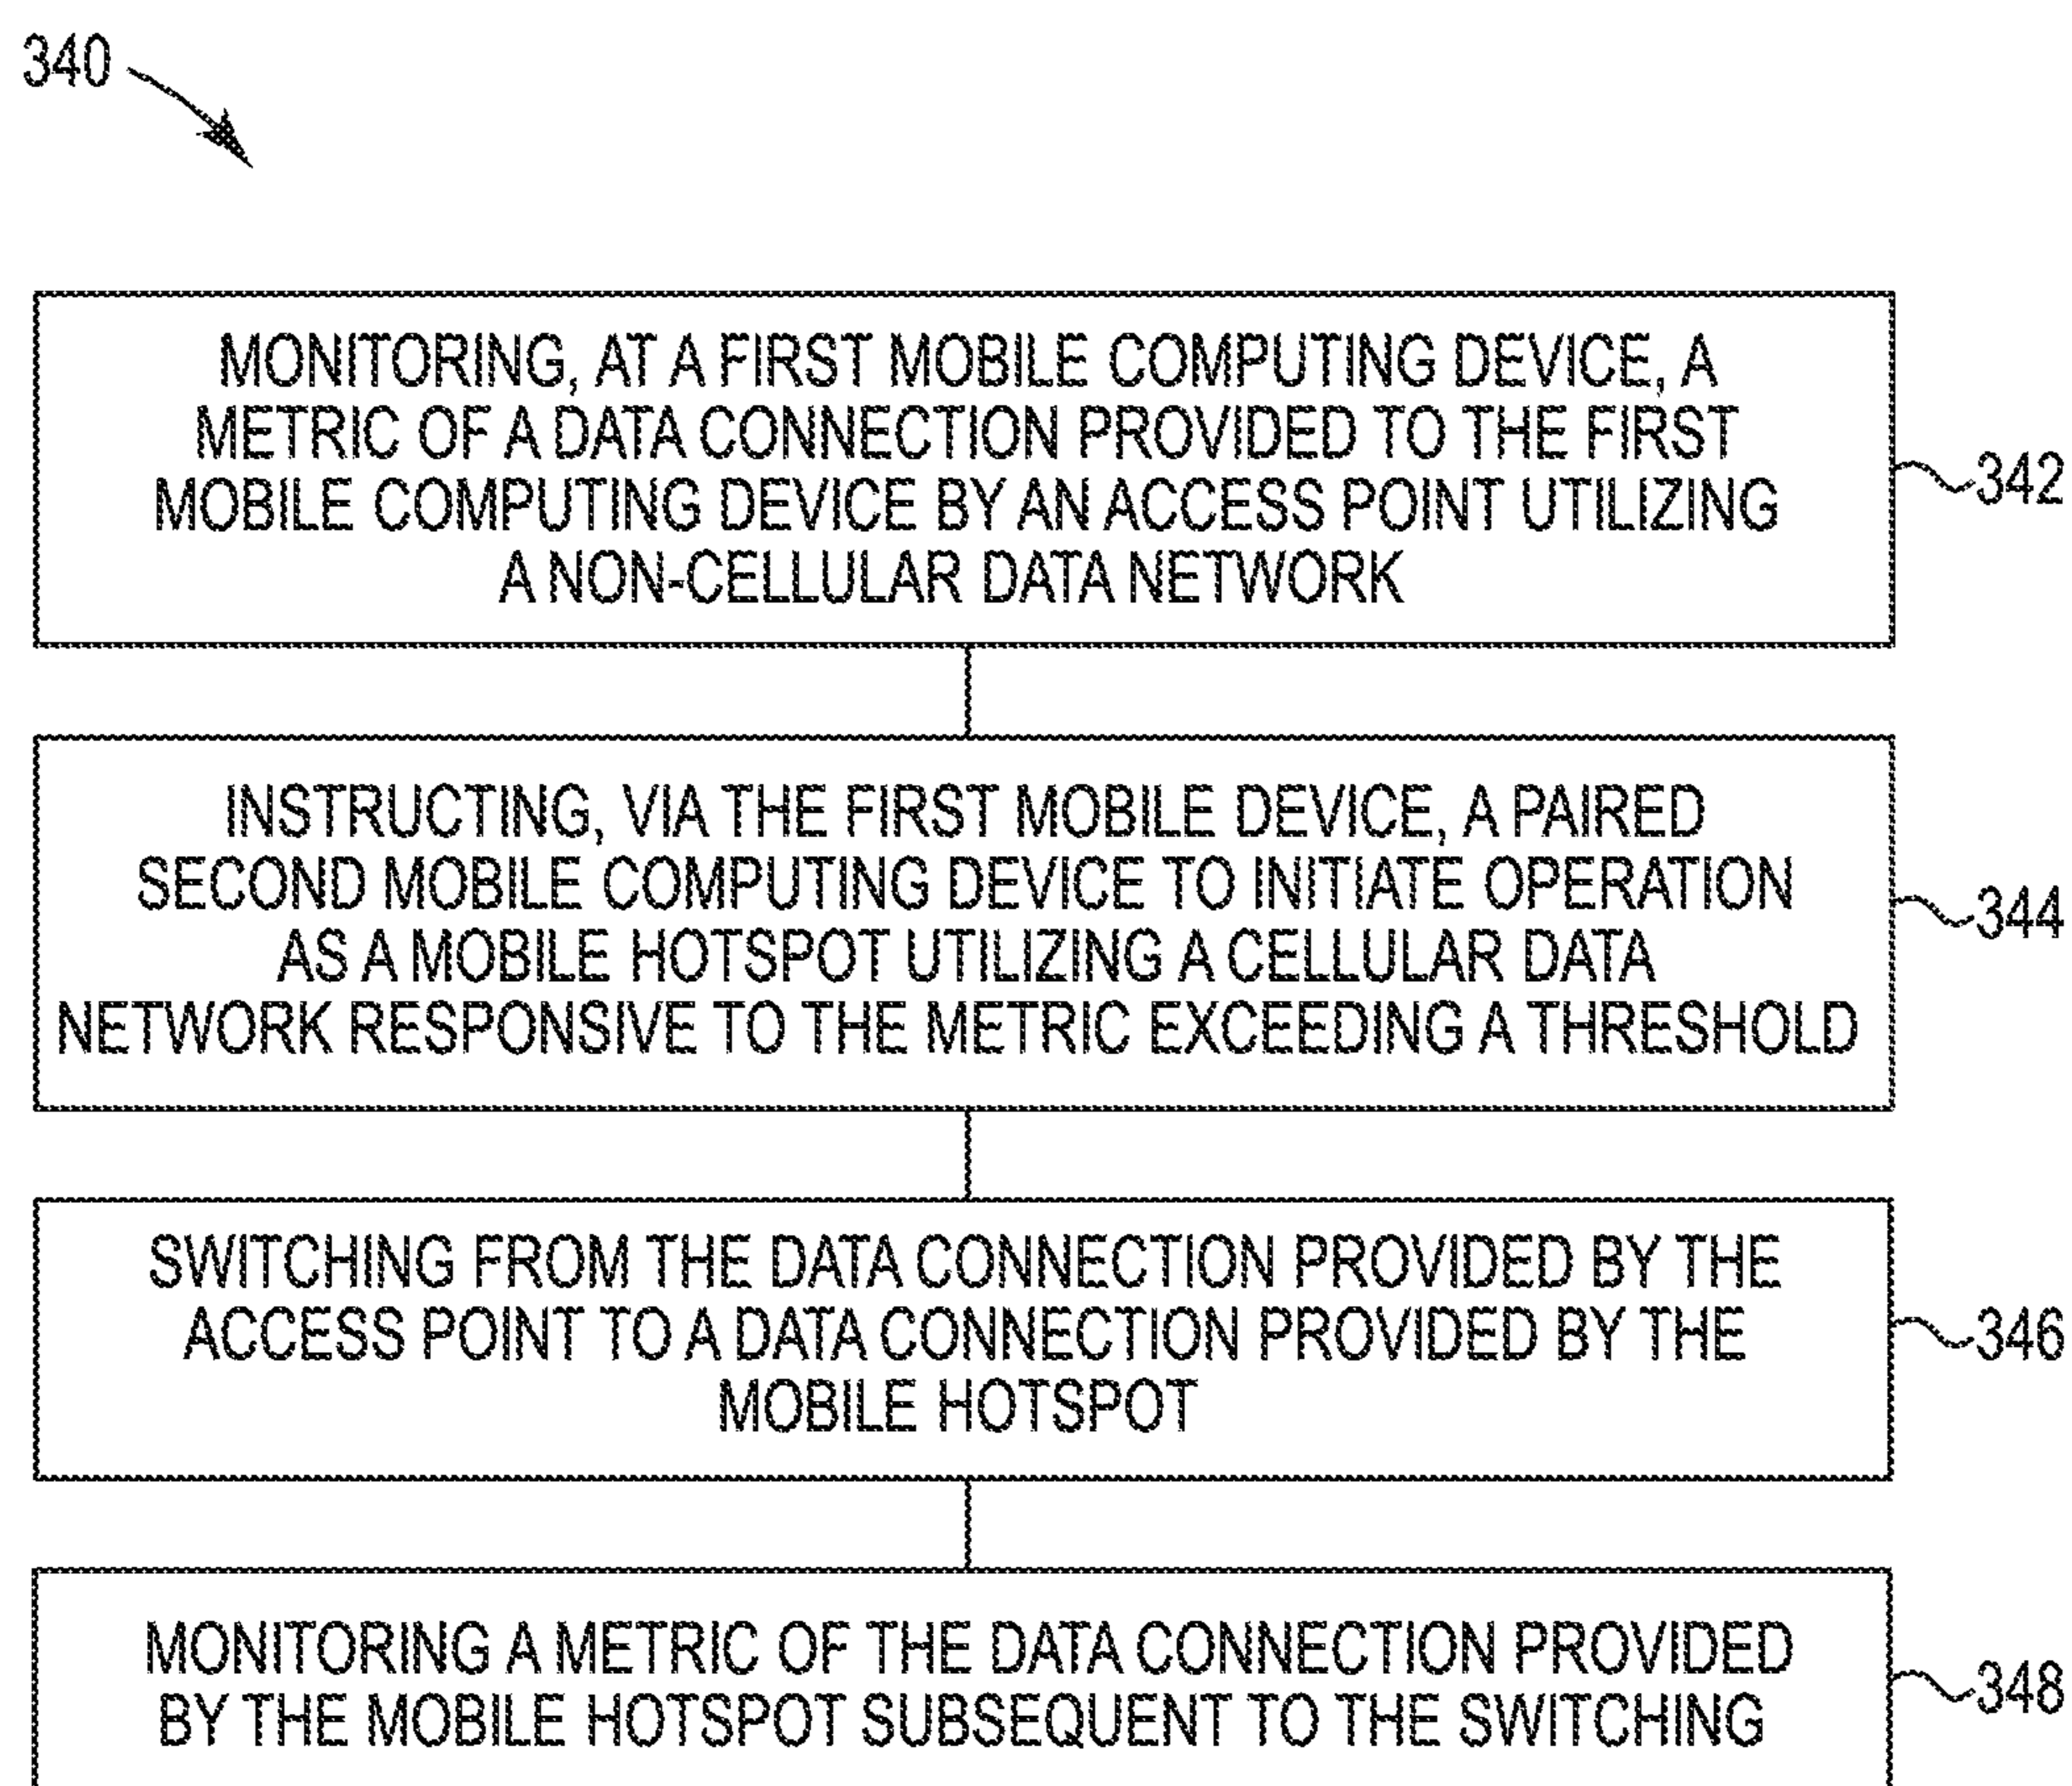 340
MONITORING, AT A FIRST MOBILE COMPUTING DEVICE, A
METRIC OF A DATA CONNECTION PROVIDED TO THE FIRST
MOBILE COMPUTING DEVICE BY AN ACCESS POINT UTILIZING
A NON-CELLULAR DATA NETWORK
342
INSTRUCTING, VIA THE FIRST MOBILE DEVICE, A PAIRED
SECOND MOBILE COMPUTING DEVICE TO INITIATE OPERATION
AS A MOBILE HOTSPOT UTILIZING A CELLULAR DATA
NETWORK RESPONSIVE TO THE METRIC EXCEEDING A THRESHOLD
344
SWITCHING FROM THE DATA CONNECTION PROVIDED BY THE
ACCESS POINT TO A DATA CONNECTION PROVIDED BY THE
MOBILE HOTSPOT
346
MONITORING A METRIC OF THE DATA CONNECTION PROVIDED
BY THE MOBILE HOTSPOT SUBSEQUENT TO THE SWITCHING
348